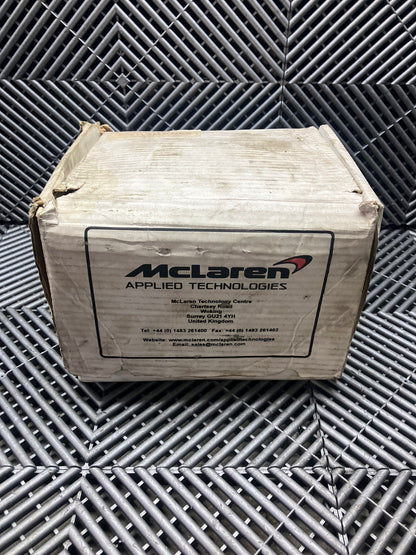 McLaren
APPLIED TECHNOLOGIES
McLaren Technology Centre
Chertsey Road
Woking
Surrey GU21 4YH
United Kingdom
Tel: +44 (0) 1483 261400 Fax: +44 (0) 1483 261402
Website: www.mclaren.com/appliedtechnologies
Email: sales@mclaren.com